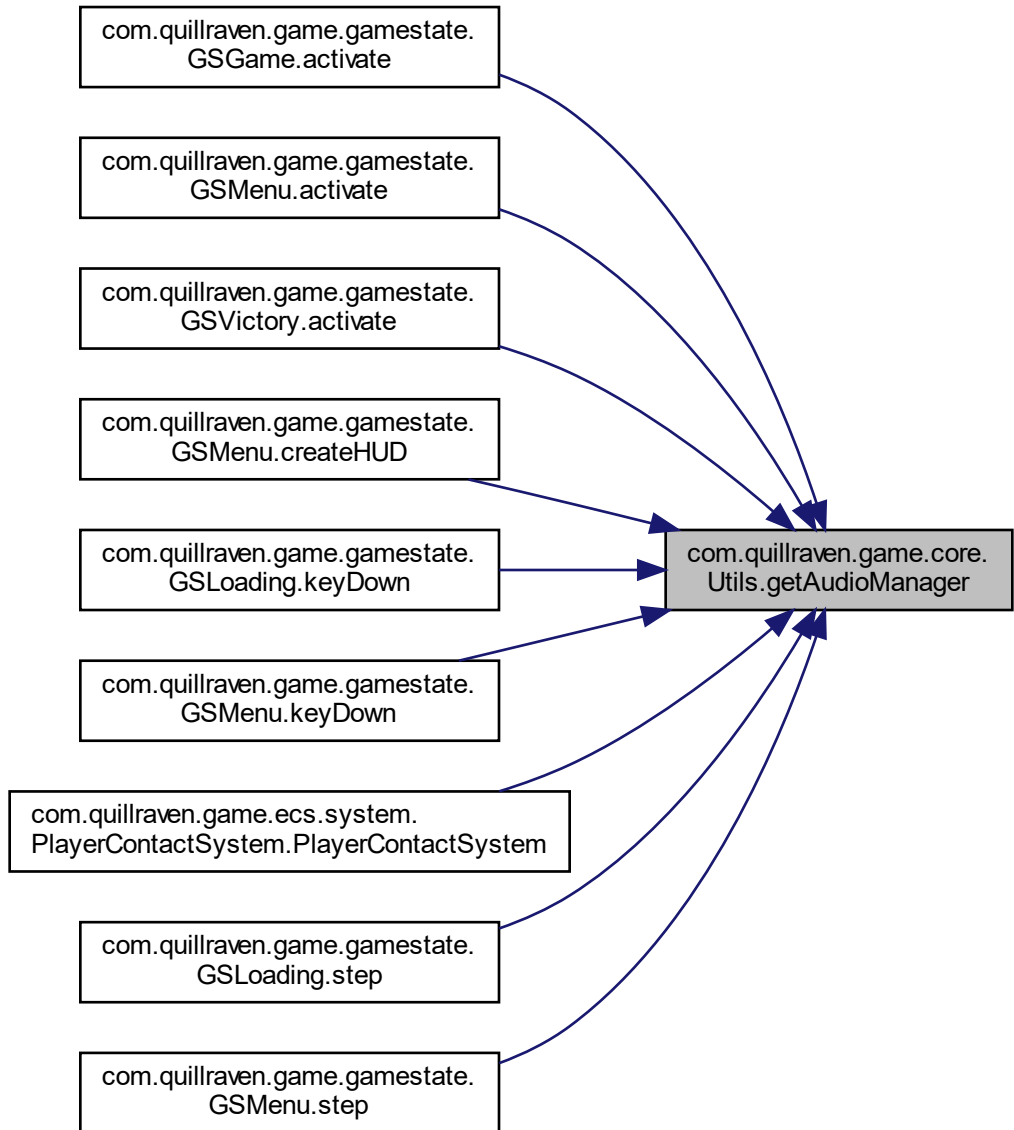 com.quillraven.game.gamestate.
GSGame.activate
com.quillraven.game.gamestate.
GSMenu.activate
com.quillraven.game.gamestate.
GSVictory.activate
com.quillraven.game.gamestate.
GSMenu.createHUD
com.quillraven.game.gamestate.
GSLoading.keyDown
com.quillraven.game.core.
Utils.getAudioManager
com.quillraven.game.gamestate.
GSMenu.keyDown
com.quillraven.game.ecs.system.
PlayerContactSystem.PlayerContactSystem
com.quillraven.game.gamestate.
GSLoading.step
com.quillraven.game.gamestate.
GSMenu.step